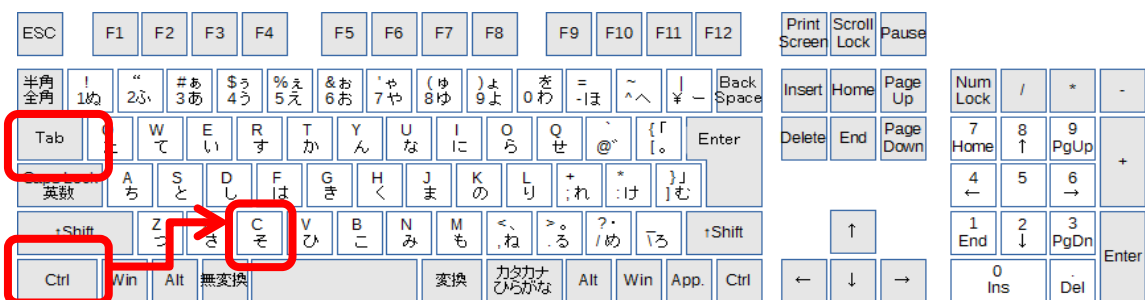 ESC F1 F2 F3 F4 F5 F6 F7 F8 F9 F10 F11 F12 Print Screen Scroll Lock Pause
半角 全角 ! 1ぬ “ 2ふ #ぁ 3あ $ぅ 4う %ぇ 5え &ぉ 6お 'ゃ 7や (ゅ 8ゆ )ょ 9よ を 0わ = -ほ ~ ^へ | ¥ー Back Space Insert Home Page Up Num Lock / * -
Tab W て E い R す T か Y ん U な I に O ら Q せ ` @゛ {「 [。 Enter Delete End Page Down 7 Home 8 ↑ 9 PgUp +
英数 A ち S と D し F は G き H く J ま K の L り + ;れ * :け }」 ]む 4 ← 5 6 →
↑Shift Z つ さ C そ V ひ B こ N み M も <、 ,ね >。 .る ?・ /め \ろ ↑Shift ↑ 1 End 2 ↓ 3 PgDn Enter
Ctrl Win Alt 無変換 変換 カタカナ ひらがな Alt Win App. Ctrl ← ↓ → 0 Ins . Del